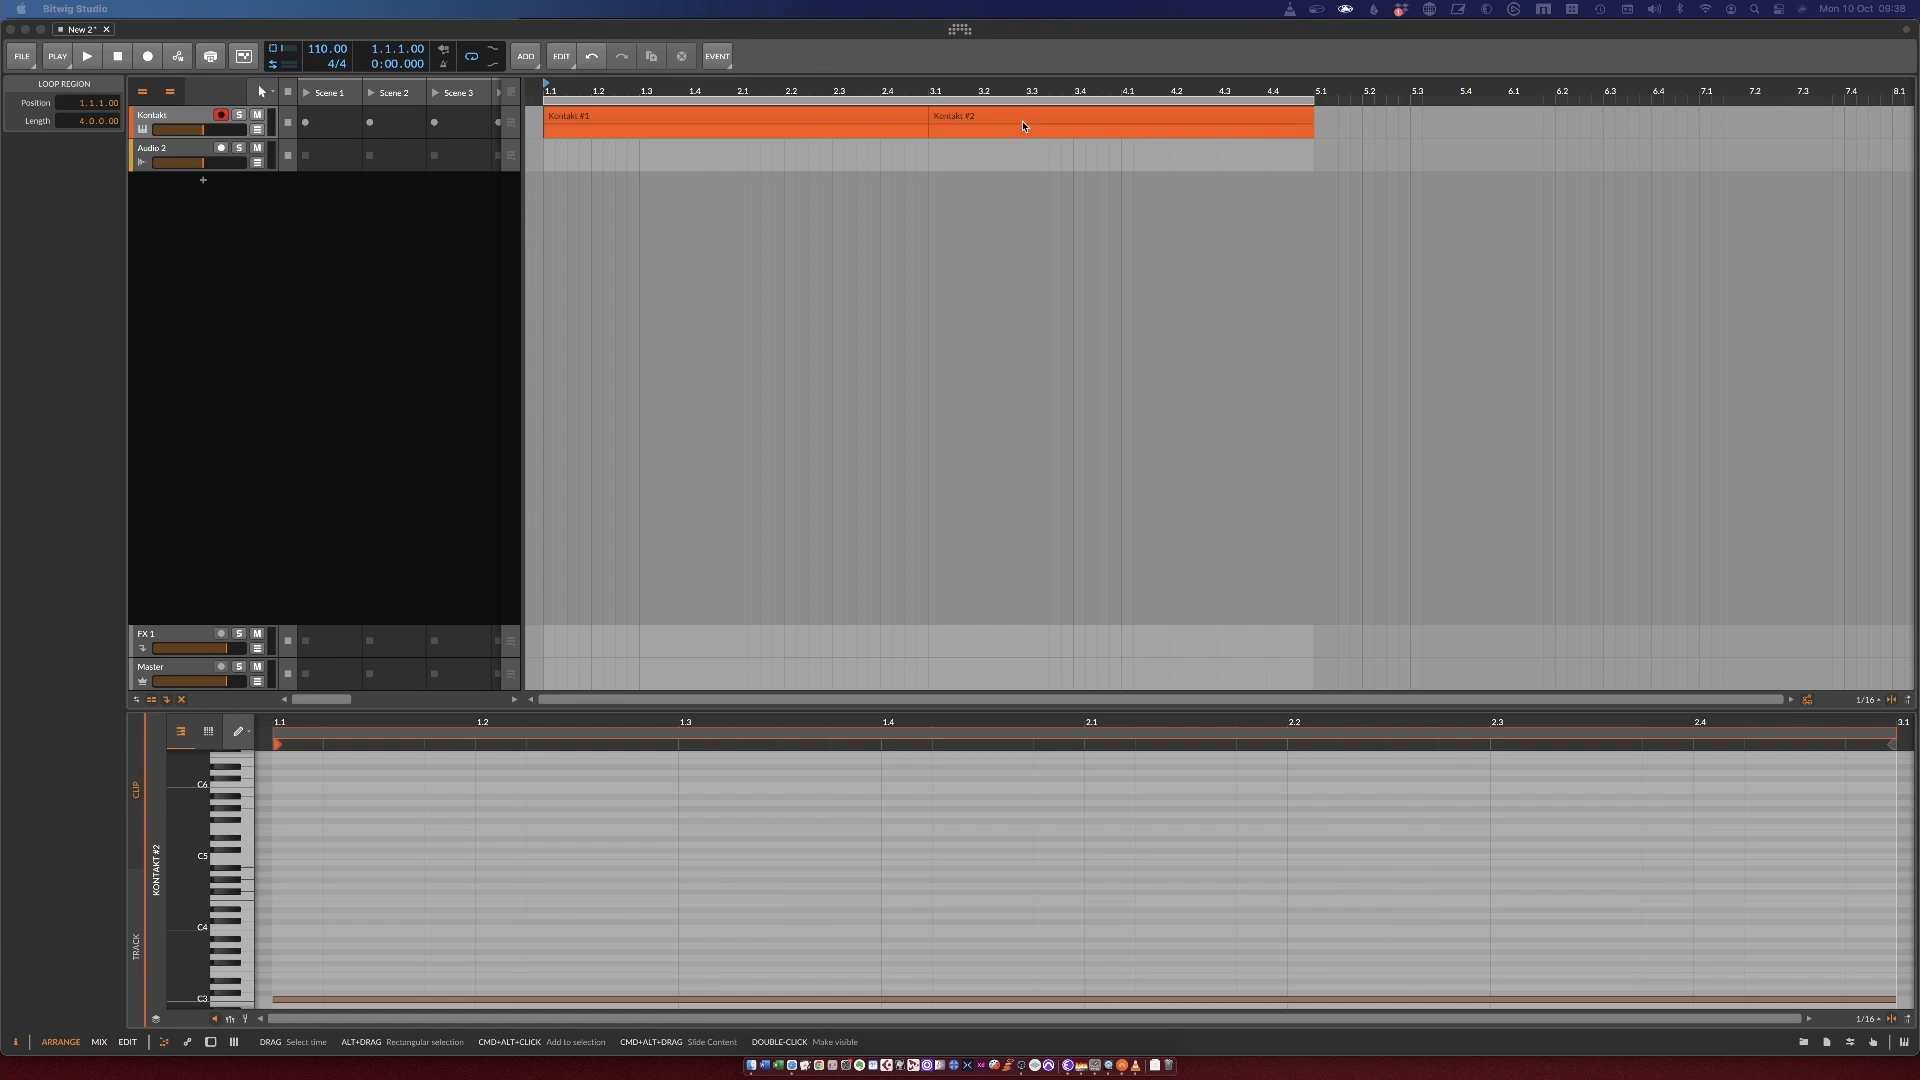 Bitwig Studio
Mon 10 Oct 09:38
New 2*
FILE PLAY 110.00 4/4 1.1.1.00 0:00.000 ADD EDIT EVENT
LOOP REGION
Position 1.1.1.00
Length 4.0.0.00
Scene 1 Scene 2 Scene 3
1.1 1.2 1.3 1.4 2.1 2.2 2.3 2.4 3.1 3.2 3.3 3.4 4.1 4.2 4.3 4.4 5.1 5.2 5.3 5.4 6.1 6.2 6.3 6.4 7.1 7.2 7.3 7.4 8.1
Kontakt S M
Kontakt #1 Kontakt #2
Audio 2 S M
+
FX 1 S M
Master S M
1/16
1.1 1.2 1.3 1.4 2.1 2.2 2.3 2.4 3.1
CLIP
TRACK
KONTAKT #2
C6
C5
C4
C3
1/16
i ARRANGE MIX EDIT DRAG Select time ALT+DRAG Rectangular selection CMD+ALT+CLICK Add to selection CMD+ALT+DRAG Slide Content DOUBLE-CLICK Make visible